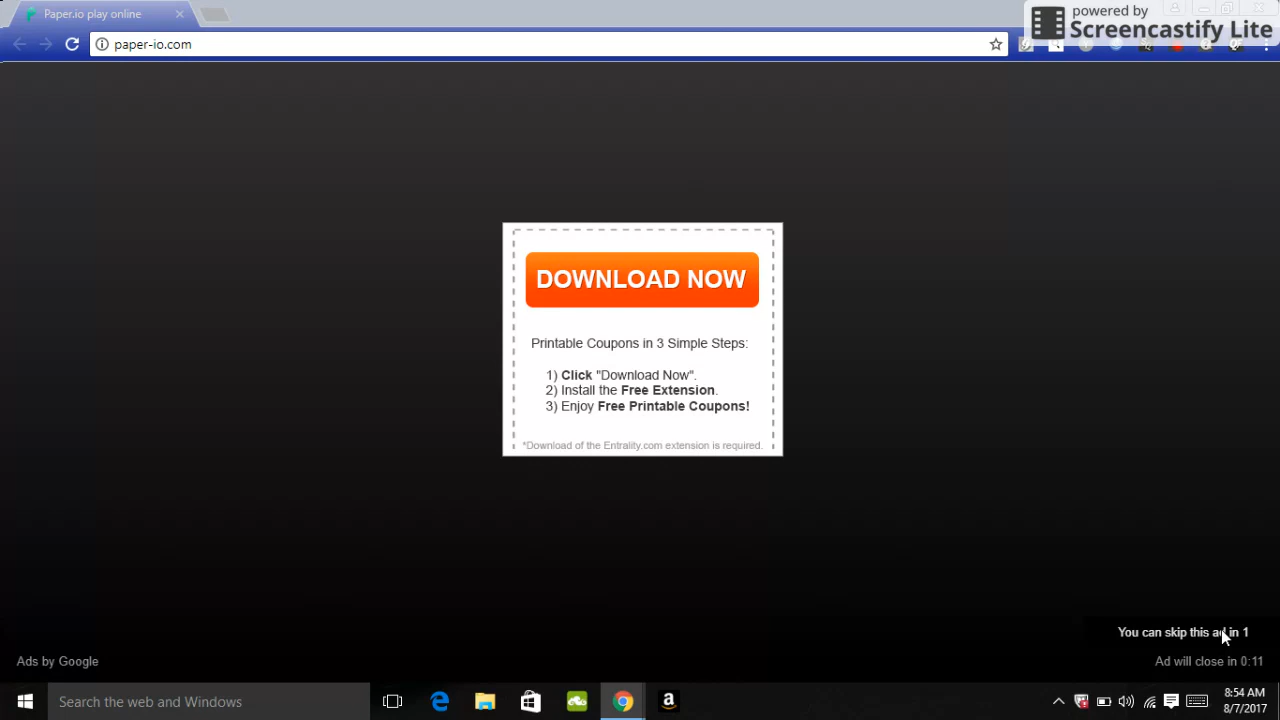 Paper.io play online
powered by
Screencastify Lite
paper-io.com
DOWNLOAD NOW
Printable Coupons in 3 Simple Steps:
1) Click "Download Now".
2) Install the Free Extension.
3) Enjoy Free Printable Coupons!
*Download of the Entrality.com extension is required.
You can skip this ad in 1
Ads by Google
Ad will close in 0:11
Search the web and Windows
8:54 AM
8/7/2017